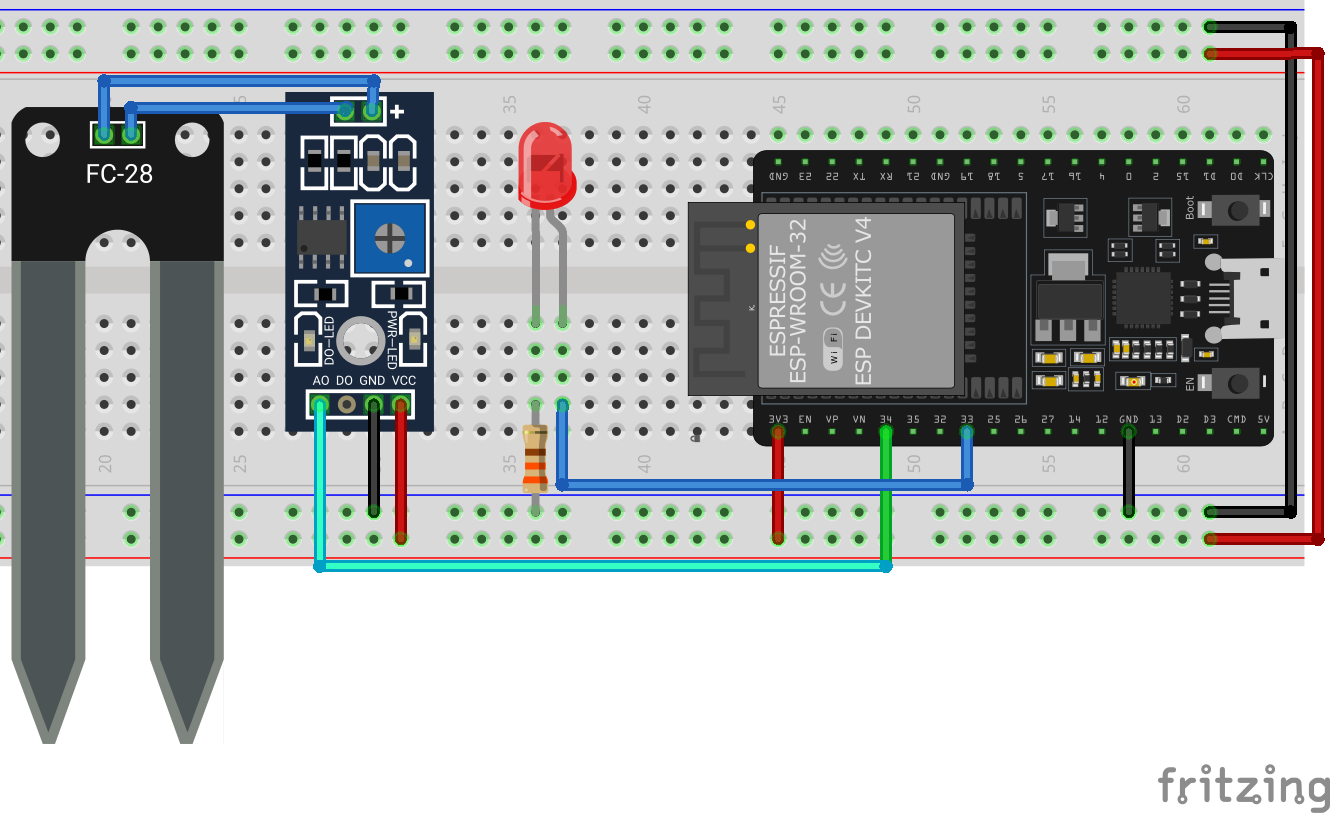 35
40
45
50
55
60
FC-28
+
DO-LED
PWR-LED
AO DO GND VCC
GND 23 22 TX RX 21 GND 19 18 5 17 16 4 0 2 15 D1 D0 CLK
Boot
ESPRESSIF
ESP-WROOM-32
CE
Wi Fi
ESP DEVKITC V4
EN
3V3 EN VP VN 34 35 32 33 25 26 27 14 12 GND 13 D2 D3 CMD 5V
20
25
35
40
50
55
60
fritzing